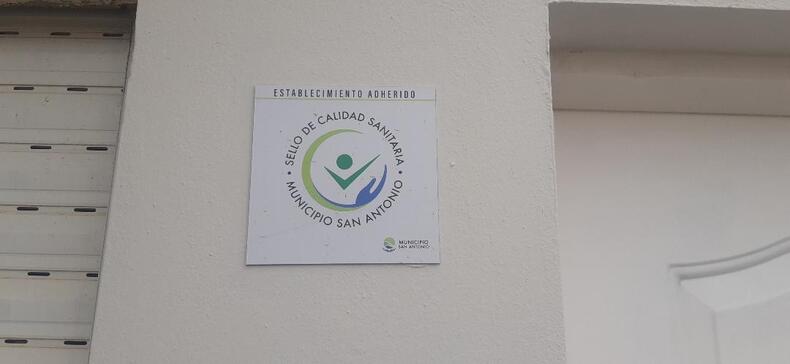 ESTABLECIMIENTO ADHERIDO
• SELLO DE CALIDAD SANITARIA •
MUNICIPIO SAN ANTONIO
MUNICIPIO
SAN ANTONIO